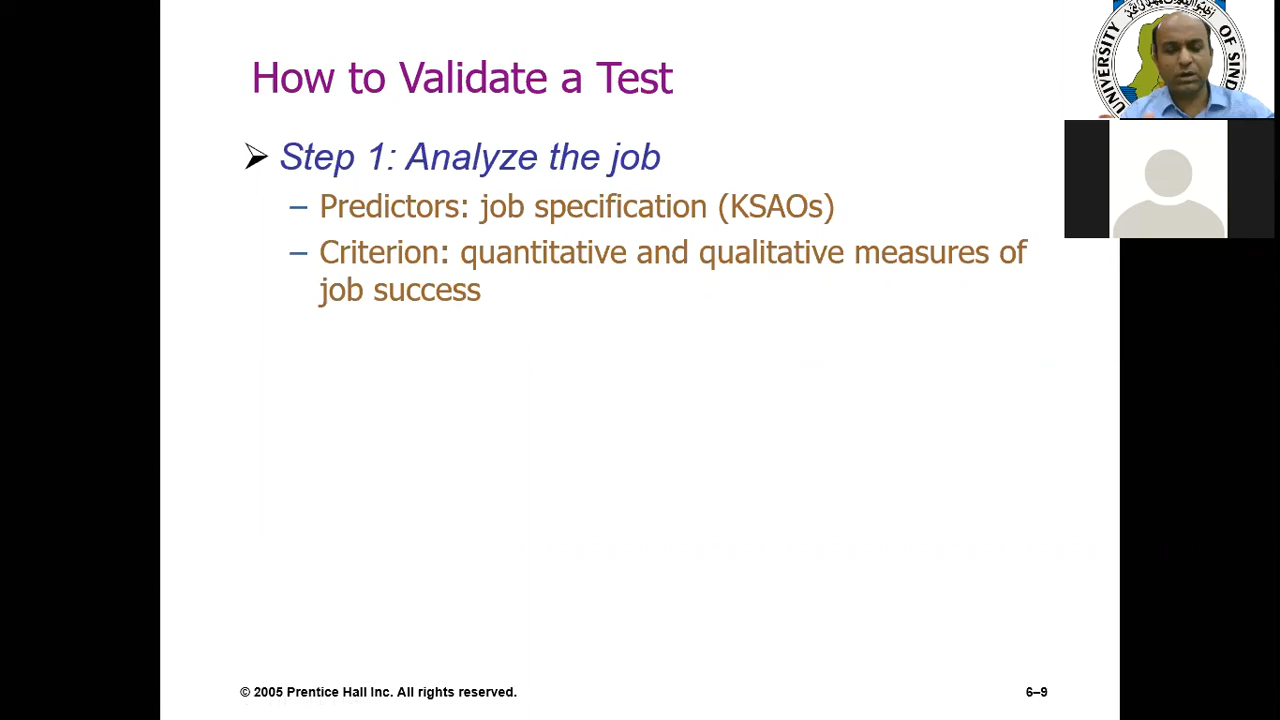 How to Validate a Test
➢ Step 1: Analyze the job
– Predictors: job specification (KSAOs)
– Criterion: quantitative and qualitative measures of
job success
© 2005 Prentice Hall Inc. All rights reserved.
6–9
UNIVERSITY
OF SIND